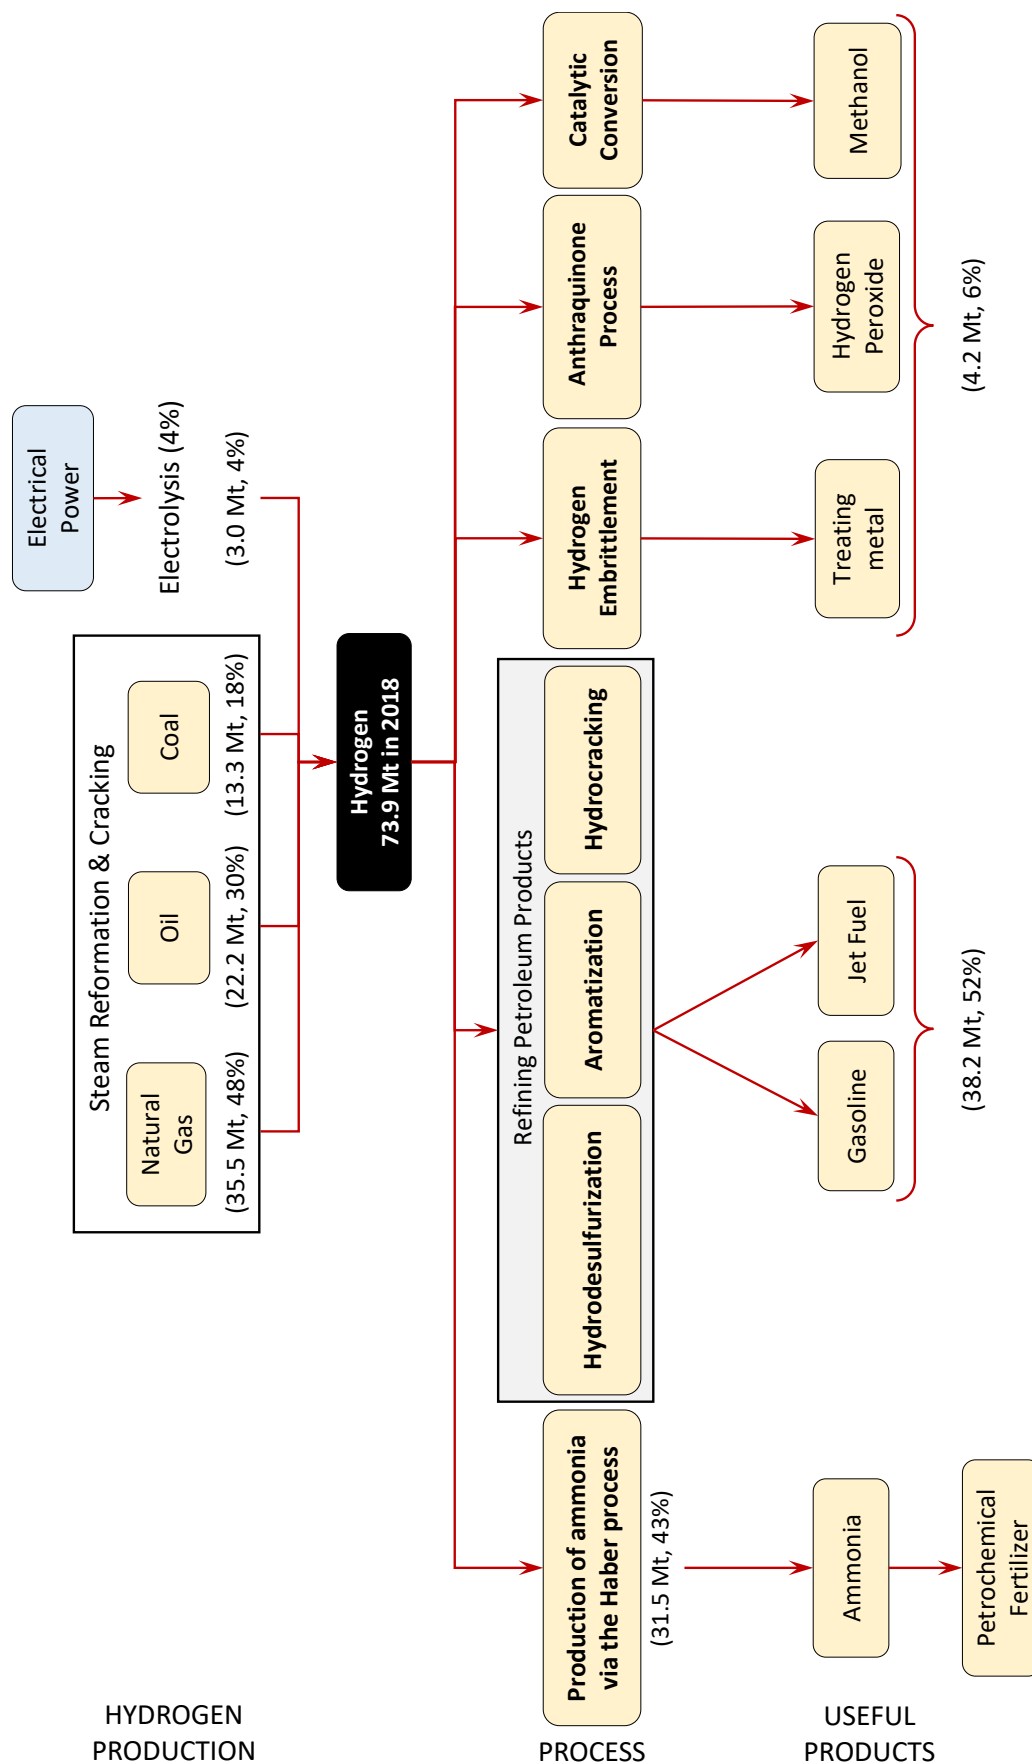 HYDROGEN
PRODUCTION
Steam Reformation & Cracking
Natural
Gas
(35.5 Mt, 48%)
Oil
(22.2 Mt, 30%)
Coal
(13.3 Mt, 18%)
Electrical
Power
Electrolysis (4%)
(3.0 Mt, 4%)
Hydrogen
73.9 Mt in 2018
PROCESS
Production of ammonia
via the Haber process
(31.5 Mt, 43%)
Refining Petroleum Products
Hydrodesulfurization
Aromatization
Hydrocracking
Hydrogen
Embrittlement
Anthraquinone
Process
Catalytic
Conversion
USEFUL
PRODUCTS
Ammonia
Petrochemical
Fertilizer
Gasoline
Jet Fuel
(38.2 Mt, 52%)
Treating
metal
Hydrogen
Peroxide
Methanol
(4.2 Mt, 6%)